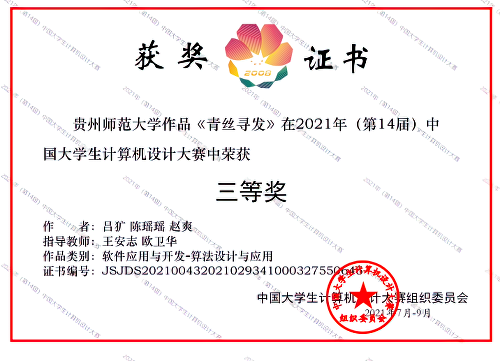 获奖
2008
证书
贵州师范大学作品《青丝寻发》在2021年（第14届）中
国大学生计算机设计大赛中荣获
三等奖
作 者：吕犷 陈瑶瑶 赵爽
指导教师：王安志 欧卫华
作品类别：软件应用与开发-算法设计与应用
证书编号：
中国大学生计算机设计大赛组织委员会
2021年7月-9月
中国大学生计算机设计大赛
组织委员会